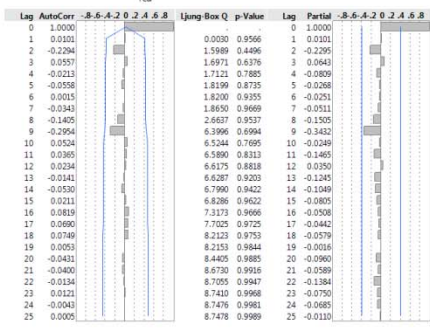 Lag AutoCorr -.8-.6-.4-.2 0 .2 .4 .6 .8 Ljung-Box Q p-Value Lag Partial -.8-.6-.4-.2 0 .2 .4 .6 .8
0 1.0000 . . 0 1.0000
1 0.0101 0.0030 0.9566 1 0.0101
2 -0.2294 1.5989 0.4496 2 -0.2295
3 0.0557 1.6971 0.6376 3 0.0643
4 -0.0213 1.7121 0.7885 4 -0.0809
5 -0.0558 1.8199 0.8735 5 -0.0268
6 0.0015 1.8200 0.9355 6 -0.0251
7 -0.0343 1.8650 0.9669 7 -0.0511
8 -0.1405 2.6637 0.9537 8 -0.1505
9 -0.2954 6.3996 0.6994 9 -0.3432
10 0.0524 6.5244 0.7695 10 -0.0249
11 0.0365 6.5890 0.8313 11 -0.1465
12 0.0234 6.6175 0.8818 12 0.0350
13 -0.0141 6.6287 0.9203 13 -0.1245
14 -0.0530 6.7990 0.9422 14 -0.1049
15 0.0211 6.8286 0.9622 15 -0.0805
16 0.0819 7.3173 0.9666 16 -0.0508
17 0.0690 7.7025 0.9725 17 -0.0442
18 0.0749 8.2123 0.9753 18 -0.0579
19 0.0053 8.2153 0.9844 19 -0.0016
20 -0.0431 8.4405 0.9885 20 -0.0960
21 -0.0400 8.6730 0.9916 21 -0.0589
22 -0.0134 8.7055 0.9947 22 -0.1384
23 0.0121 8.7410 0.9968 23 -0.0750
24 -0.0043 8.7476 0.9981 24 -0.0685
25 0.0005 8.7478 0.9989 25 -0.0110